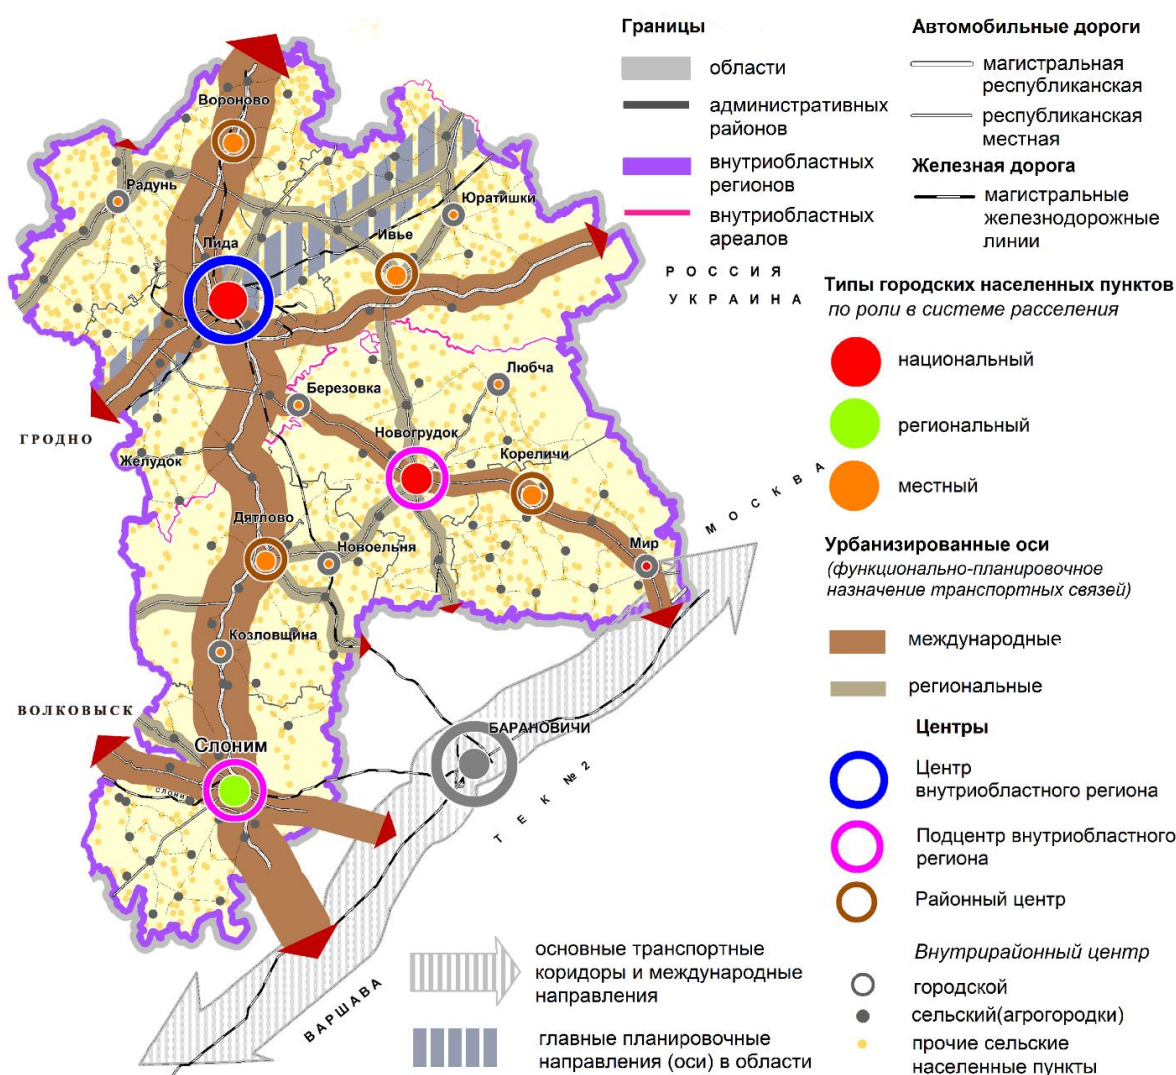 Границы
области
административных
районов
внутриобластных
регионов
внутриобластных
ареалов
Автомобильные дороги
магистральная
республиканская
республиканская
местная
Железная дорога
магистральные
железнодорожные
линии
РОССИЯ
УКРАИНА
Типы городских населенных пунктов
по роли в системе расселения
национальный
региональный
местный
Урбанизированные оси
(функционально-планировочное
назначение транспортных связей)
международные
региональные
Центры
Центр
внутриобластного региона
Подцентр внутриобластного
региона
Районный центр
Внутрирайонный центр
городской
сельский(агрогородки)
прочие сельские
населенные пункты
основные транспортные
коридоры и международные
направления
главные планировочные
направления (оси) в области
Вороново
Радунь
Юратишки
Лида
Ивье
Любча
Березовка
ГРОДНО
Новогрудок
Желудок
Кореличи
МОСКВА
Дятлово
Новоельня
Мир
Козловщина
ВОЛКОВЫСК
БАРАНОВИЧИ
Слоним
ТЕК №2
ВАРШАВА